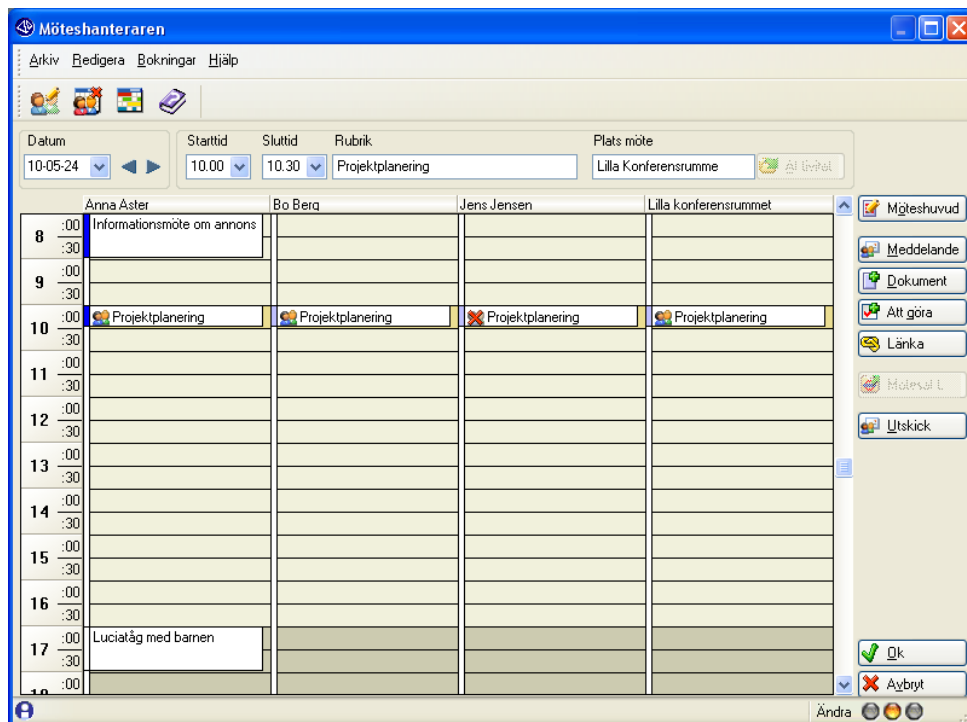 Möteshanteraren
Arkiv Redigera Bokningar Hjälp
Datum Starttid Sluttid Rubrik Plats möte
10-05-24 10.00 10.30 Projektplanering Lilla Konferensrumme
Anna Aster Bo Berg Jens Jensen Lilla konferensrummet
Möteshuvud
8 :00 Informationsmöte om annons
:30
Meddelande
9 :00
:30
Dokument
10 :00 Projektplanering Projektplanering Projektplanering Projektplanering
:30
Att göra
Länka
11 :00
:30
12 :00
:30
Utskick
13 :00
:30
14 :00
:30
15 :00
:30
16 :00
:30
17 :00 Luciatåg med barnen
:30
Ok
:00
Avbryt
Ändra